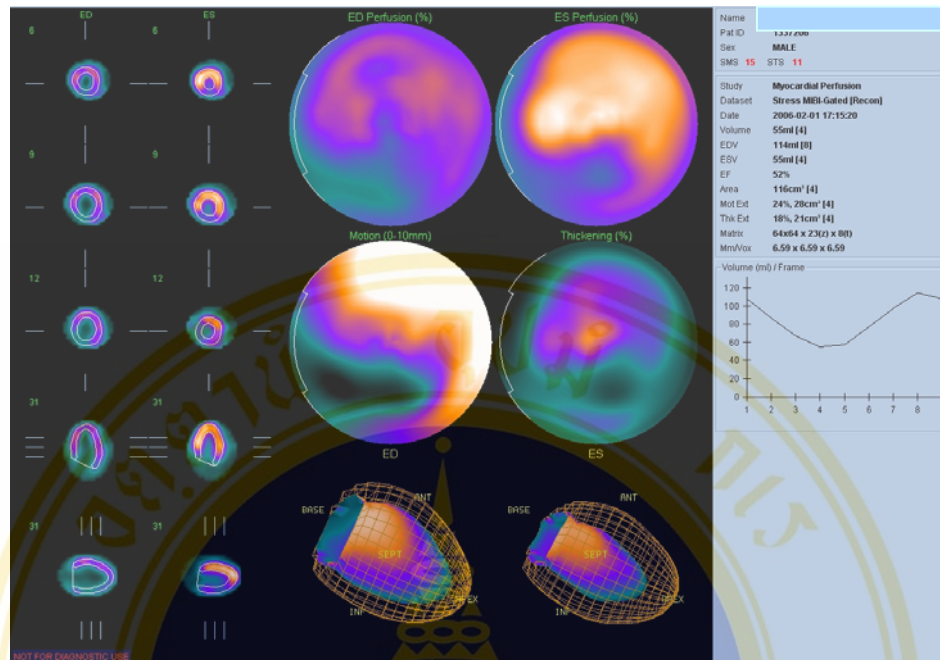 ED ES
6 6
9 9
12 12
31 31
31 31
NOT FOR DIAGNOSTIC USE
ED Perfusion (%) ES Perfusion (%)
Motion (0-10mm) Thickening (%)
ED ES
BASE ANT SEPT INF APEX
BASE ANT SEPT INF APEX
Name
Pat ID 1337206
Sex MALE
SMS 15 STS 11
Study Myocardial Perfusion
Dataset Stress MIBI-Gated [Recon]
Date 2006-02-01 17:15:20
Volume 55ml [4]
EDV 114ml [8]
ESV 55ml [4]
EF 52%
Area 116cm² [4]
Mot Ext 24%, 28cm² [4]
Thk Ext 18%, 21cm² [4]
Matrix 64x64 x 23(z) x 8(t)
Mm/Vox 6.59 x 6.59 x 6.59
Volume (ml) / Frame
120
100
80
60
40
20
0
1 2 3 4 5 6 7 8